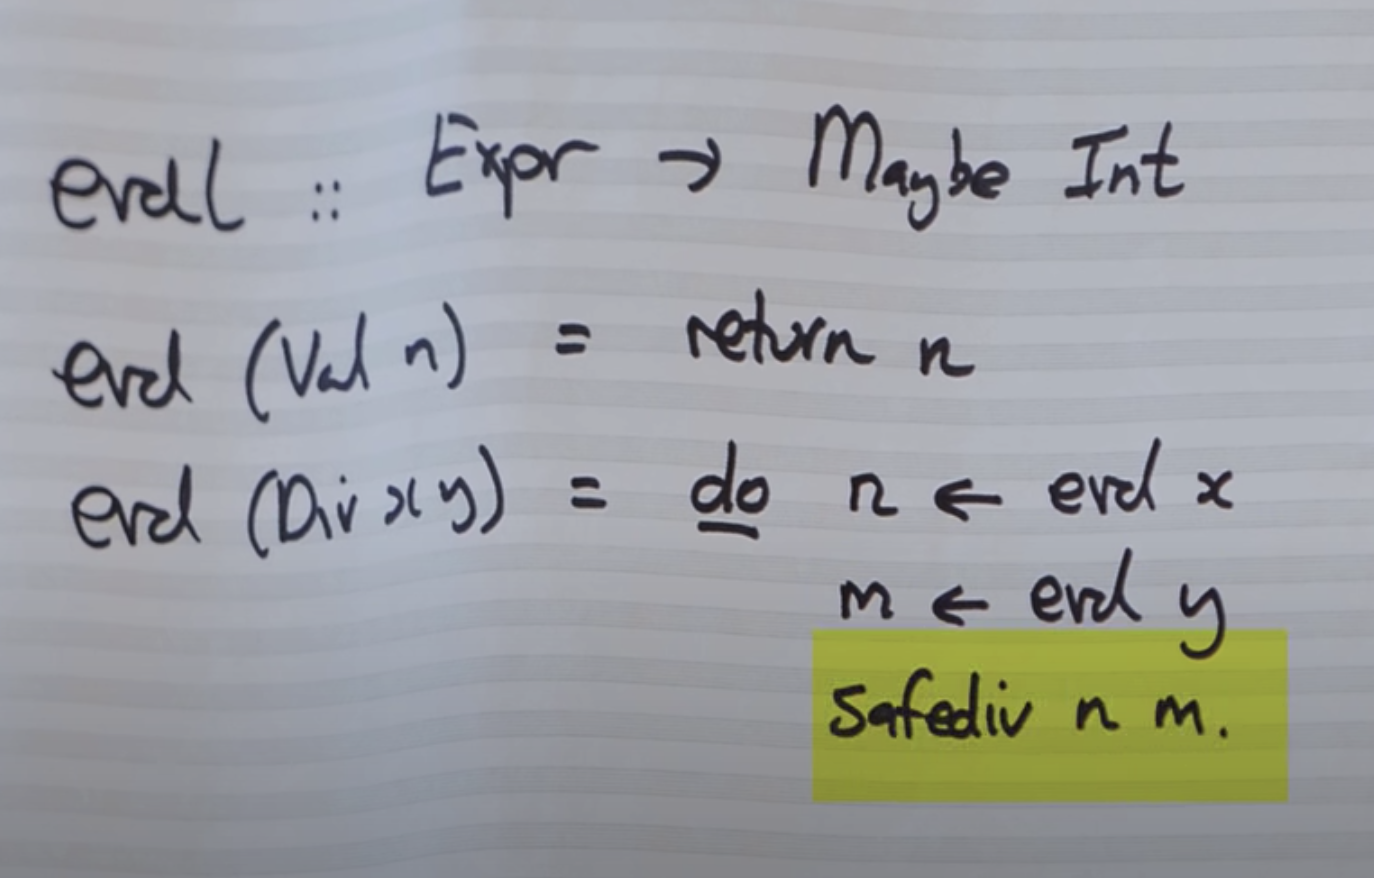 eval :: Expr → Maybe Int
eval (Val n) = return n
eval (Div x y) = do n ← eval x
m ← eval y
safediv n m.